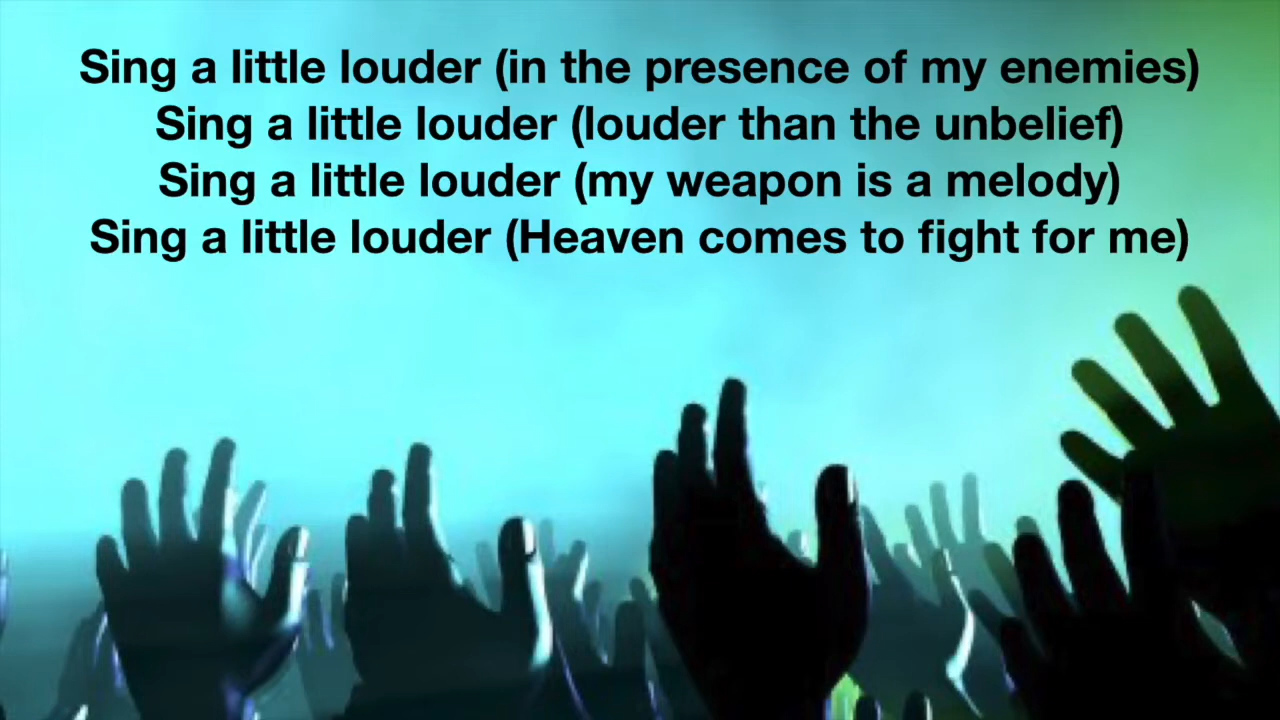 Sing a little louder (in the presence of my enemies)
Sing a little louder (louder than the unbelief)
Sing a little louder (my weapon is a melody)
Sing a little louder (Heaven comes to fight for me)